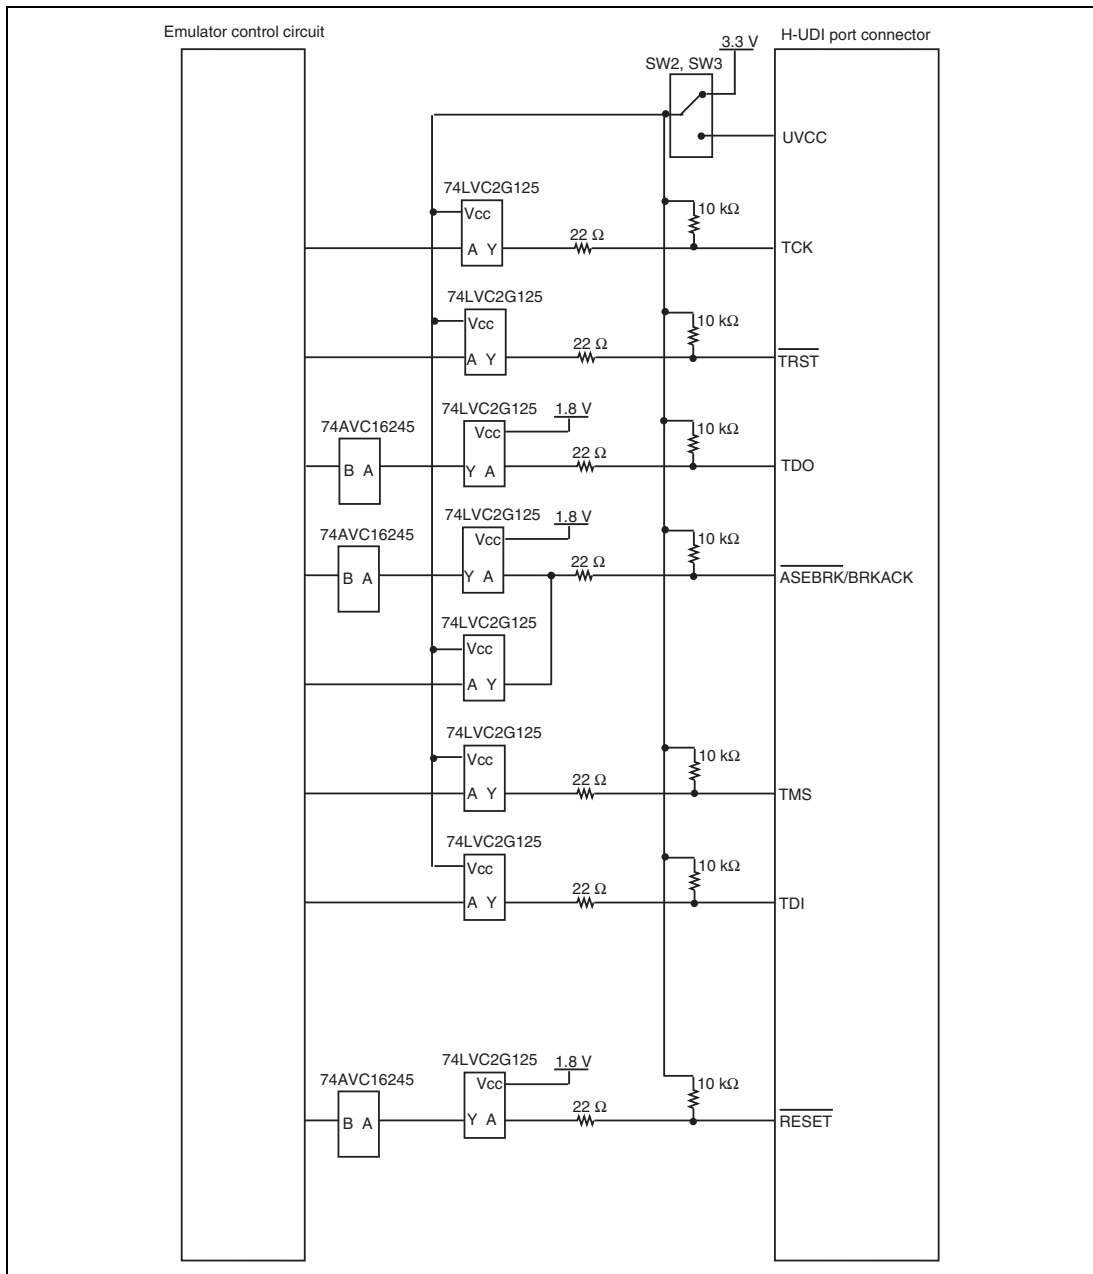 Emulator control circuit
H-UDI port connector
3.3 V
SW2, SW3
UVCC
74LVC2G125
Vcc
A Y
22 Ω
10 kΩ
TCK
74LVC2G125
Vcc
A Y
22 Ω
10 kΩ
TRST
74AVC16245
B A
74LVC2G125
1.8 V
Vcc
Y A
22 Ω
10 kΩ
TDO
74AVC16245
B A
74LVC2G125
1.8 V
Vcc
Y A
22 Ω
10 kΩ
ASEBRK/BRKACK
74LVC2G125
Vcc
A Y
74LVC2G125
Vcc
A Y
22 Ω
10 kΩ
TMS
74LVC2G125
Vcc
A Y
22 Ω
10 kΩ
TDI
74AVC16245
B A
74LVC2G125
1.8 V
Vcc
Y A
22 Ω
10 kΩ
RESET